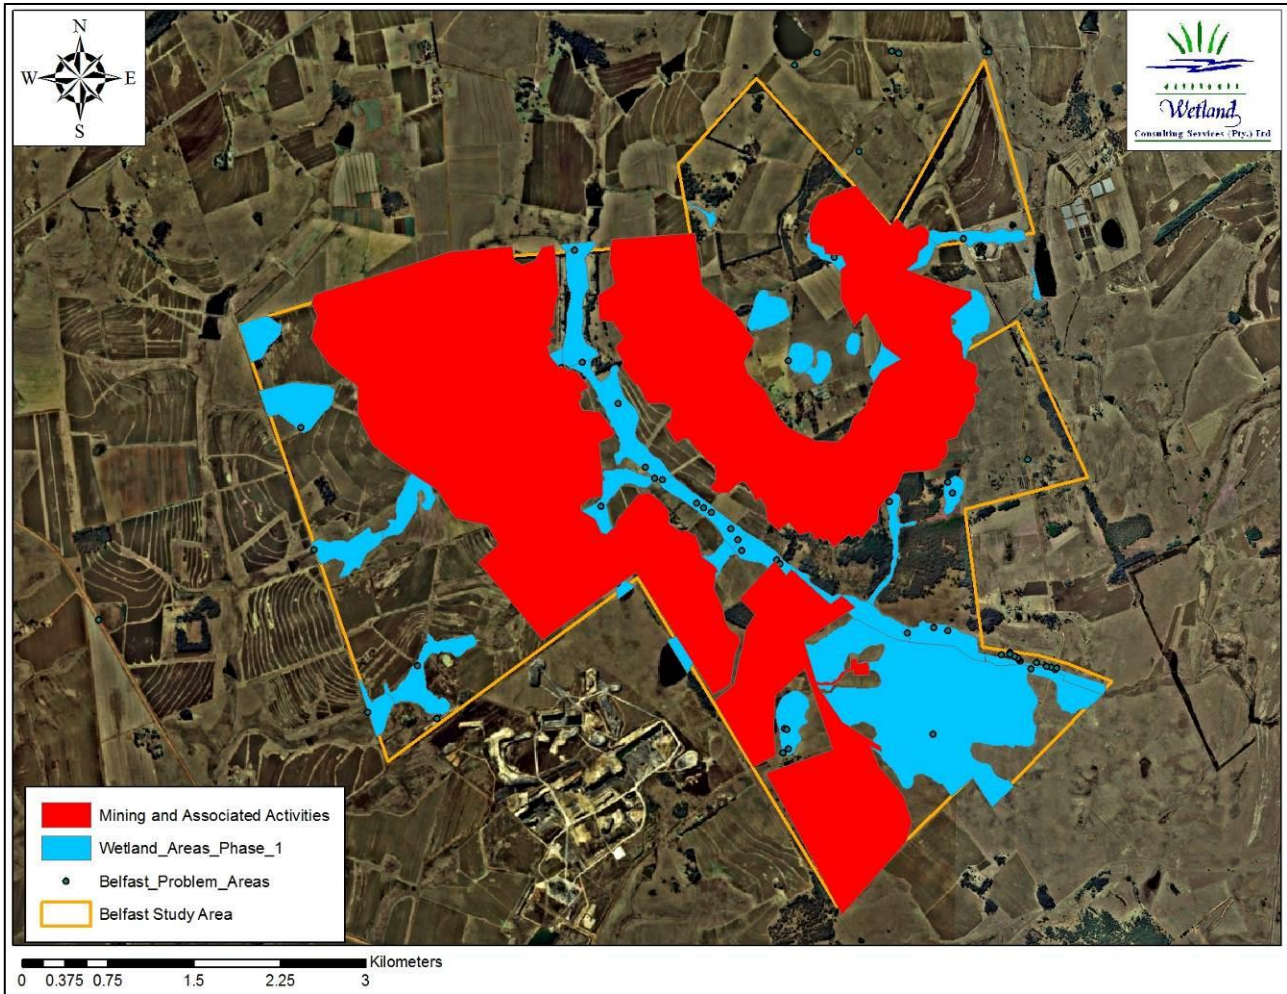 N
W E
S
Wetland
Consulting Services (Pty.) Ltd
Mining and Associated Activities
Wetland_Areas_Phase_1
Belfast_Problem_Areas
Belfast Study Area
Kilometers
0 0.375 0.75 1.5 2.25 3